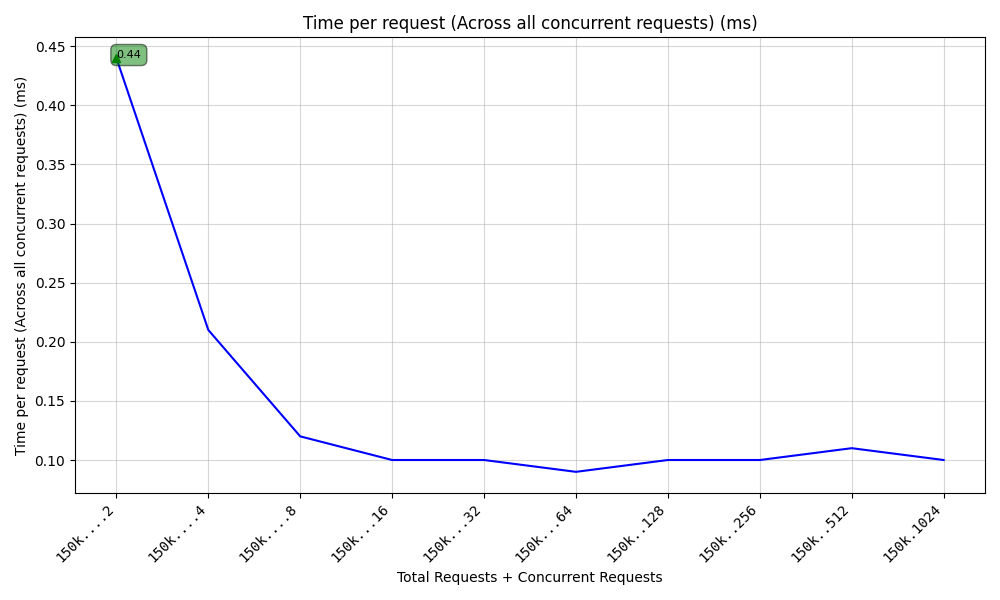 Time per request (Across all concurrent requests) (ms)
Time per request (Across all concurrent requests) (ms)
0.45
0.40
0.35
0.30
0.25
0.20
0.15
0.10
0.44
150k....2
150k....4
150k....8
150k...16
150k...32
150k...64
150k..128
150k..256
150k..512
150k.1024
Total Requests + Concurrent Requests